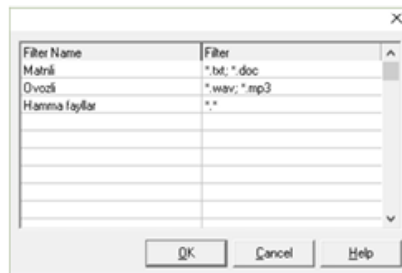 Filter Name Filter
Matnli *.txt; *.doc
Ovozli *.wav; *.mp3
Hamma fayllar *.*
OK Cancel Help